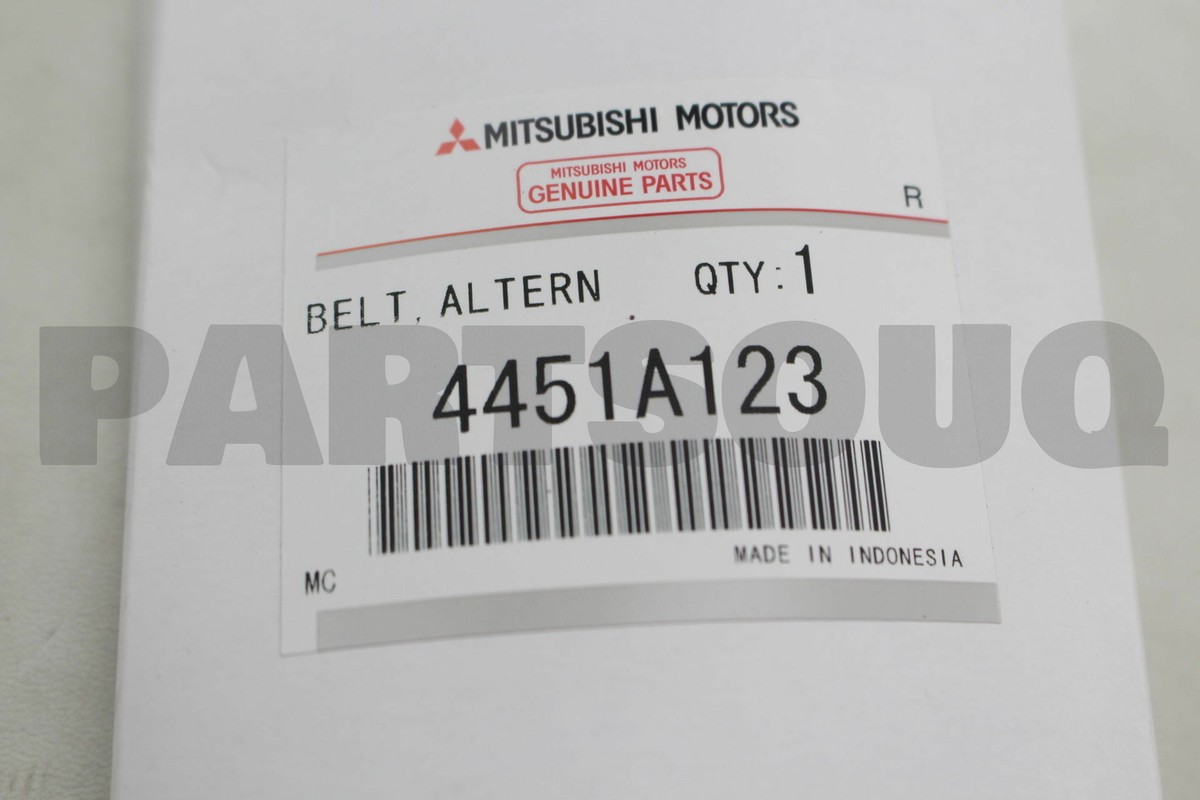 MITSUBISHI MOTORS
MITSUBISHI MOTORS
GENUINE PARTS
R
BELT, ALTERN QTY:1
4451A123
PARTSOUQ
MC MADE IN INDONESIA